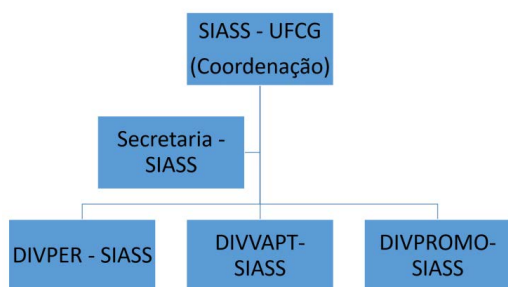 SIASS - UFCG
(Coordenação)
Secretaria -
SIASS
DIVPER - SIASS
DIVVAPT-
SIASS
DIVPROMO-
SIASS